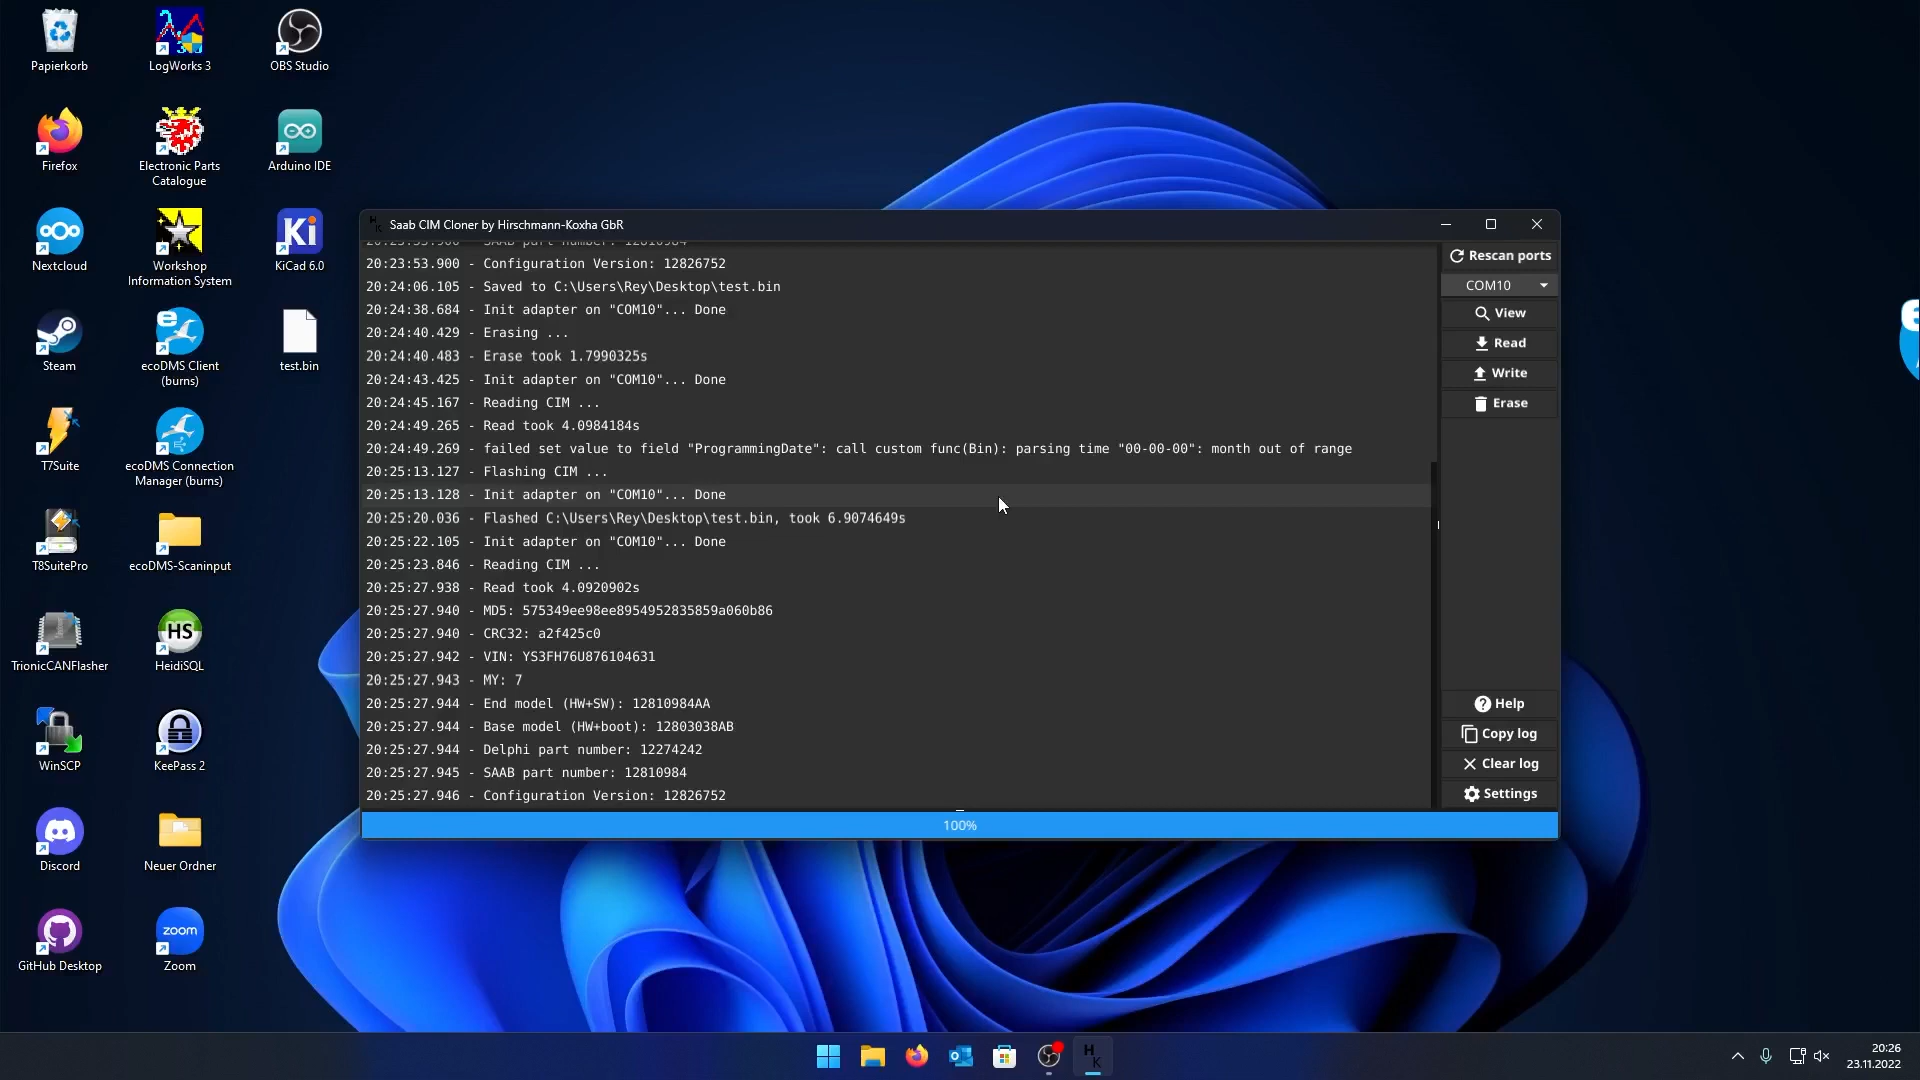 Papierkorb
LogWorks 3
OBS Studio
Firefox
Electronic Parts
Catalogue
Arduino IDE
Nextcloud
Workshop
Information System
KiCad 6.0
Steam
ecoDMS Client
(burns)
test.bin
T7Suite
ecoDMS Connection
Manager (burns)
T8SuitePro
ecoDMS-Scaninput
TrionicCANFlasher
HS
HeidiSQL
WinSCP
KeePass 2
Discord
Neuer Ordner
GitHub Desktop
zoom
Zoom
Ki
H K
Saab CIM Cloner by Hirschmann-Koxha GbR
20:23:53.900 - SAAB part number: 12810984
20:23:53.900 - Configuration Version: 12826752
20:24:06.105 - Saved to C:\Users\Rey\Desktop\test.bin
20:24:38.684 - Init adapter on "COM10"... Done
20:24:40.429 - Erasing ...
20:24:40.483 - Erase took 1.7990325s
20:24:43.425 - Init adapter on "COM10"... Done
20:24:45.167 - Reading CIM ...
20:24:49.265 - Read took 4.0984184s
20:24:49.269 - failed set value to field "ProgrammingDate": call custom func(Bin): parsing time "00-00-00": month out of range
20:25:13.127 - Flashing CIM ...
20:25:13.128 - Init adapter on "COM10"... Done
20:25:20.036 - Flashed C:\Users\Rey\Desktop\test.bin, took 6.9074649s
20:25:22.105 - Init adapter on "COM10"... Done
20:25:23.846 - Reading CIM ...
20:25:27.938 - Read took 4.0920902s
20:25:27.940 - MD5: 575349ee98ee8954952835859a060b86
20:25:27.940 - CRC32: a2f425c0
20:25:27.942 - VIN: YS3FH76U876104631
20:25:27.943 - MY: 7
20:25:27.944 - End model (HW+SW): 12810984AA
20:25:27.944 - Base model (HW+boot): 12803038AB
20:25:27.944 - Delphi part number: 12274242
20:25:27.945 - SAAB part number: 12810984
20:25:27.946 - Configuration Version: 12826752
Rescan ports
COM10
View
Read
Write
Erase
Help
Copy log
Clear log
Settings
100%
H K
20:26
23.11.2022